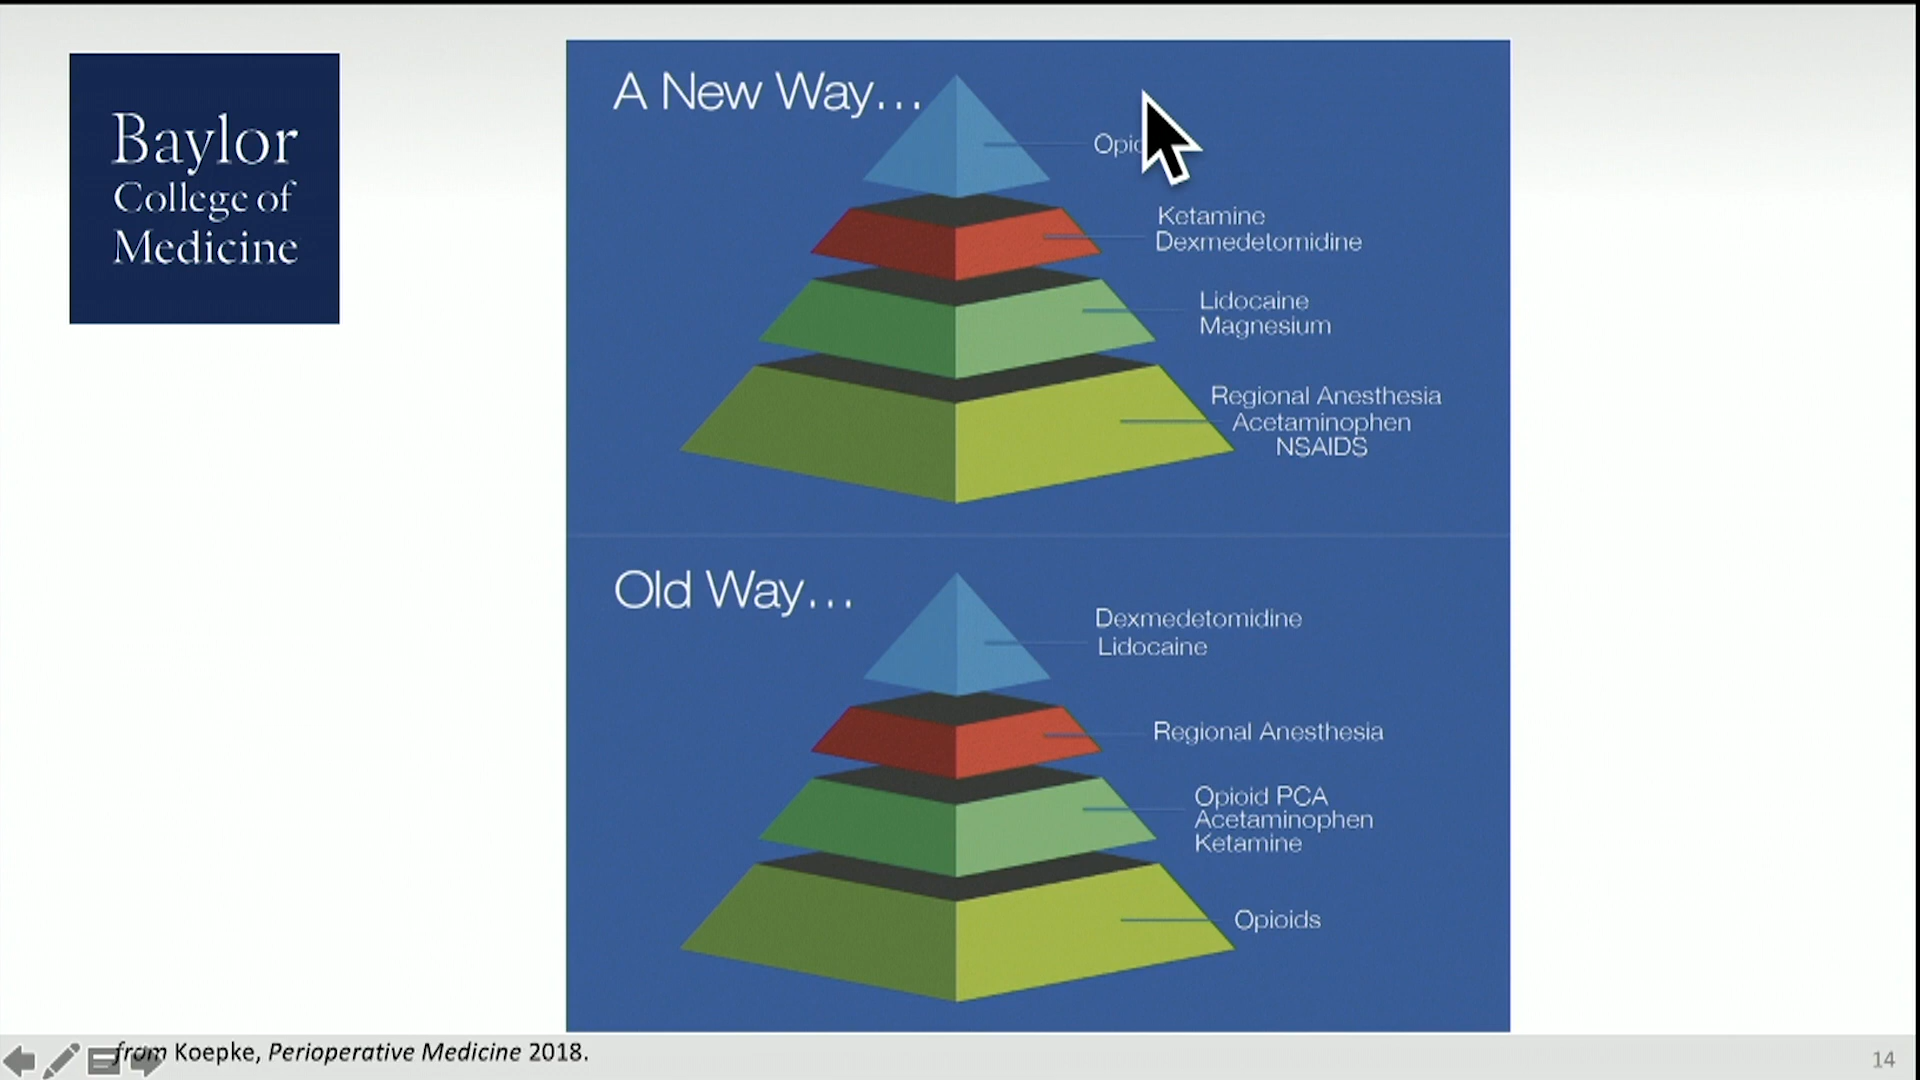 Baylor
College of
Medicine
A New Way...
Ketamine
Dexmedetomidine
Lidocaine
Magnesium
Regional Anesthesia
Acetaminophen
NSAIDS
Old Way...
Dexmedetomidine
Lidocaine
Regional Anesthesia
Opioid PCA
Acetaminophen
Ketamine
Opioids
from Koepke, Perioperative Medicine 2018.
14